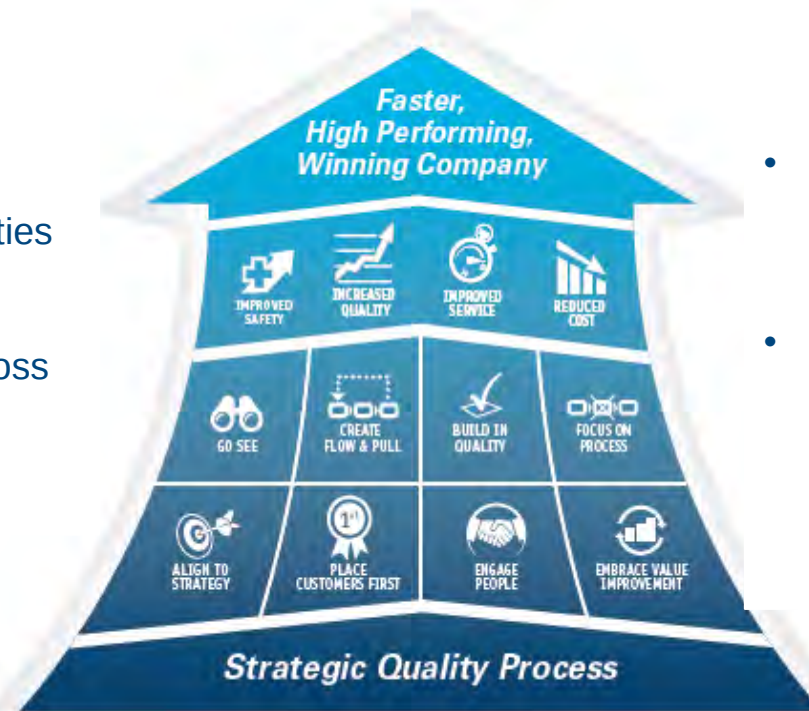 Faster,
High Performing,
Winning Company
ties
IMPROVED
SAFETY
INCREASED
QUALITY
IMPROVED
SERVICE
REDUCED
COST
oss
GO SEE
CREATE
FLOW & PULL
BUILD IN
QUALITY
FOCUS ON
PROCESS
1st
ALIGN TO
STRATEGY
PLACE
CUSTOMERS FIRST
ENGAGE
PEOPLE
EMBRACE VALUE
IMPROVEMENT
Strategic Quality Process